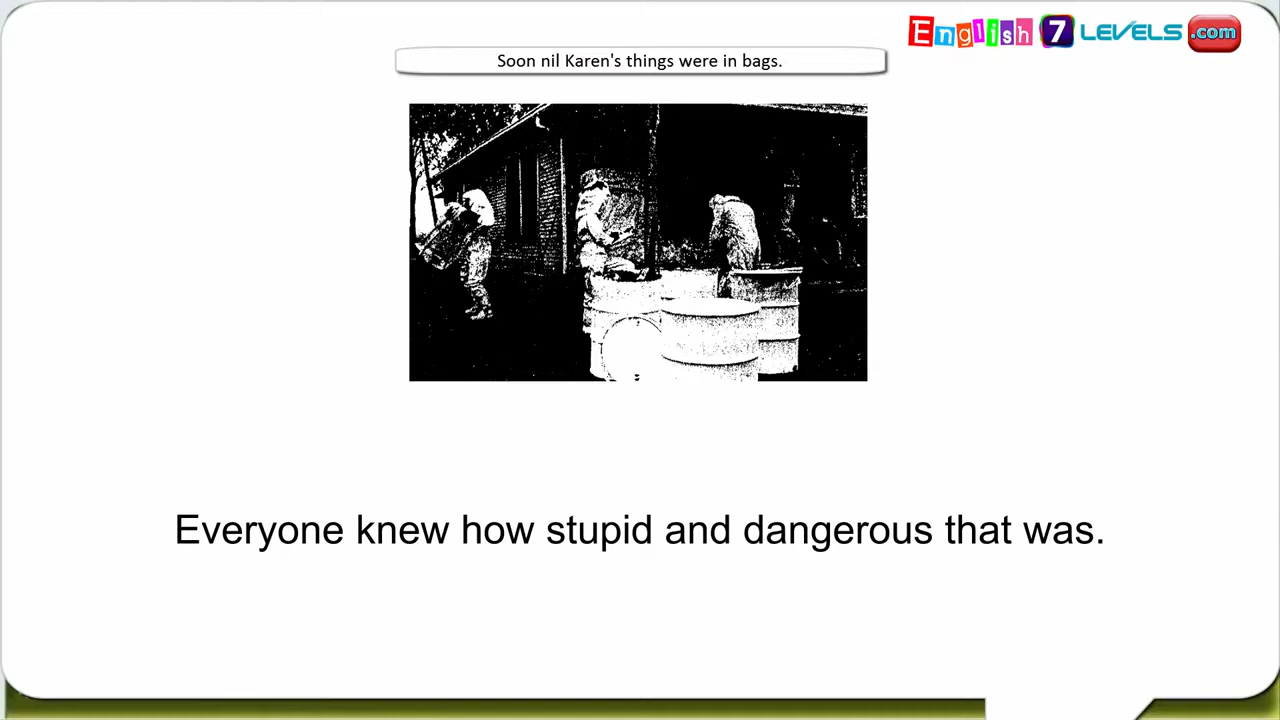 English 7 LEVELS .com
Soon nil Karen's things were in bags.
Everyone knew how stupid and dangerous that was.